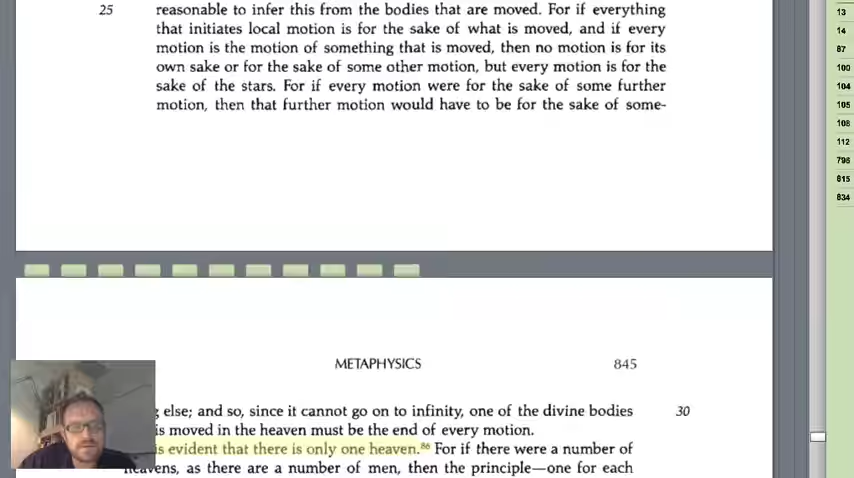 25 reasonable to infer this from the bodies that are moved. For if everything
that initiates local motion is for the sake of what is moved, and if every
motion is the motion of something that is moved, then no motion is for its
own sake or for the sake of some other motion, but every motion is for the
sake of the stars. For if every motion were for the sake of some further
motion, then that further motion would have to be for the sake of some-
METAPHYSICS 845
else; and so, since it cannot go on to infinity, one of the divine bodies 30
is moved in the heaven must be the end of every motion.
is evident that there is only one heaven.86 For if there were a number of
as there are a number of men, then the principle—one for each
13
14
87
100
104
105
108
112
796
815
834